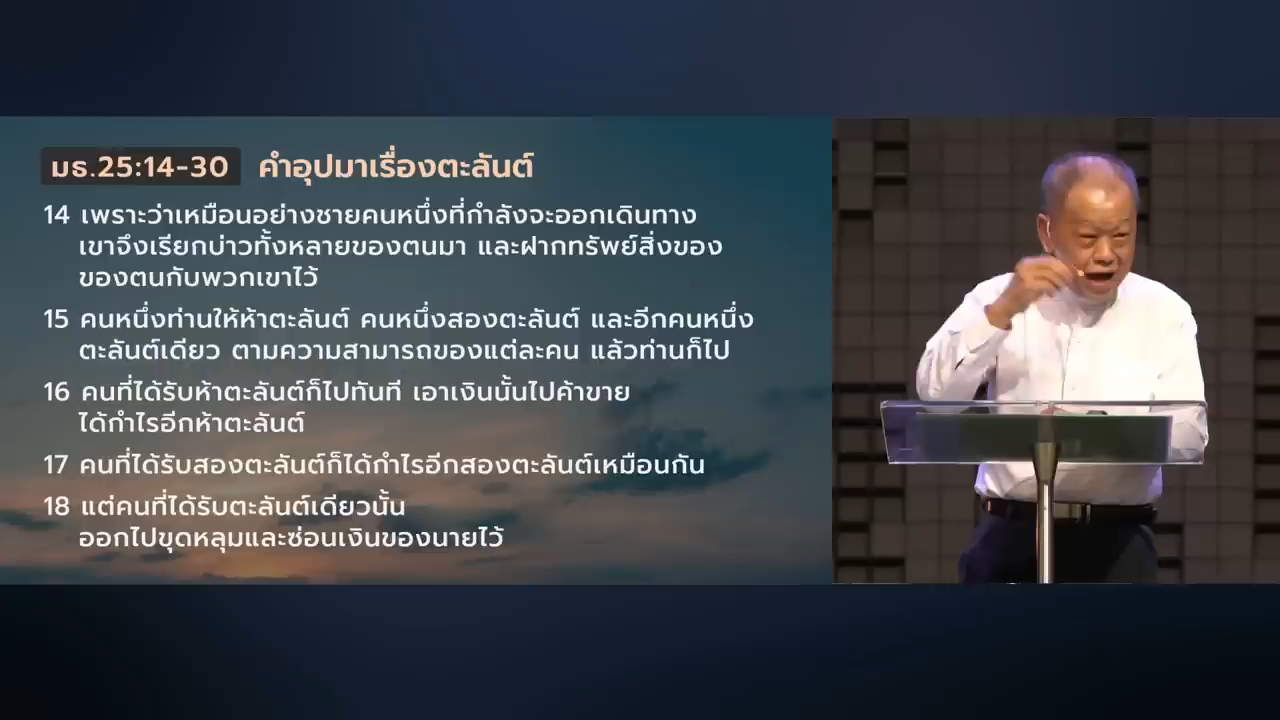 มธ.25:14-30 คำอุปมาเรื่องตะลันต์
14 เพราะว่าเหมือนอย่างชายคนหนึ่งที่กำลังจะออกเดินทาง
เขาจึงเรียกบ่าวทั้งหลายของตนมา และฝากทรัพย์สิ่งของ
ของตนกับพวกเขาไว้
15 คนหนึ่งท่านให้ห้าตะลันต์ คนหนึ่งสองตะลันต์ และอีกคนหนึ่ง
ตะลันต์เดียว ตามความสามารถของแต่ละคน แล้วท่านก็ไป
16 คนที่ได้รับห้าตะลันต์ก็ไปทันที เอาเงินนั้นไปค้าขาย
ได้กำไรอีกห้าตะลันต์
17 คนที่ได้รับสองตะลันต์ก็ได้กำไรอีกสองตะลันต์เหมือนกัน
18 แต่คนที่ได้รับตะลันต์เดียวนั้น
ออกไปขุดหลุมและซ่อนเงินของนายไว้